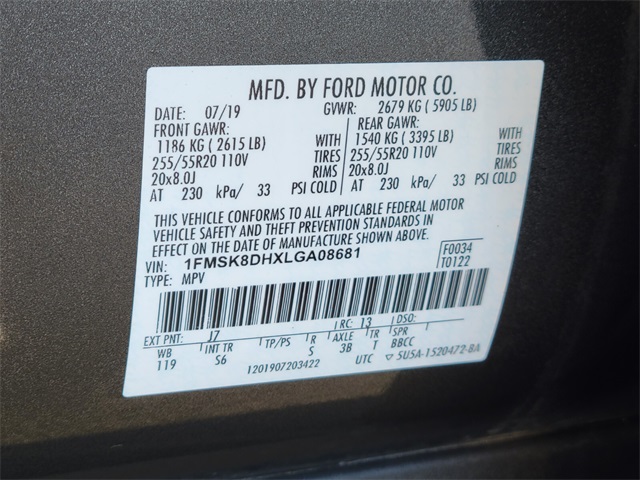 MFD. BY FORD MOTOR CO.
DATE: 07/19 GVWR: 2679 KG ( 5905 LB)
FRONT GAWR: REAR GAWR:
1186 KG ( 2615 LB) WITH 1540 KG ( 3395 LB) WITH
255/55R20 110V TIRES 255/55R20 110V TIRES
20x8.0J RIMS 20x8.0J RIMS
AT 230 kPa/ 33 PSI COLD AT 230 kPa/ 33 PSI COLD
THIS VEHICLE CONFORMS TO ALL APPLICABLE FEDERAL MOTOR
VEHICLE SAFETY AND THEFT PREVENTION STANDARDS IN
EFFECT ON THE DATE OF MANUFACTURE SHOWN ABOVE.
VIN: 1FMSK8DHXLGA08681 F0034
TYPE: MPV T0122
EXT PNT: J7 RC: 13 DSO:
WB INT TR TP/PS R AXLE TR SPR
119 S6 S 3B T BBCC
1201907203422 UTC ▽ 5USA-1520472-BA